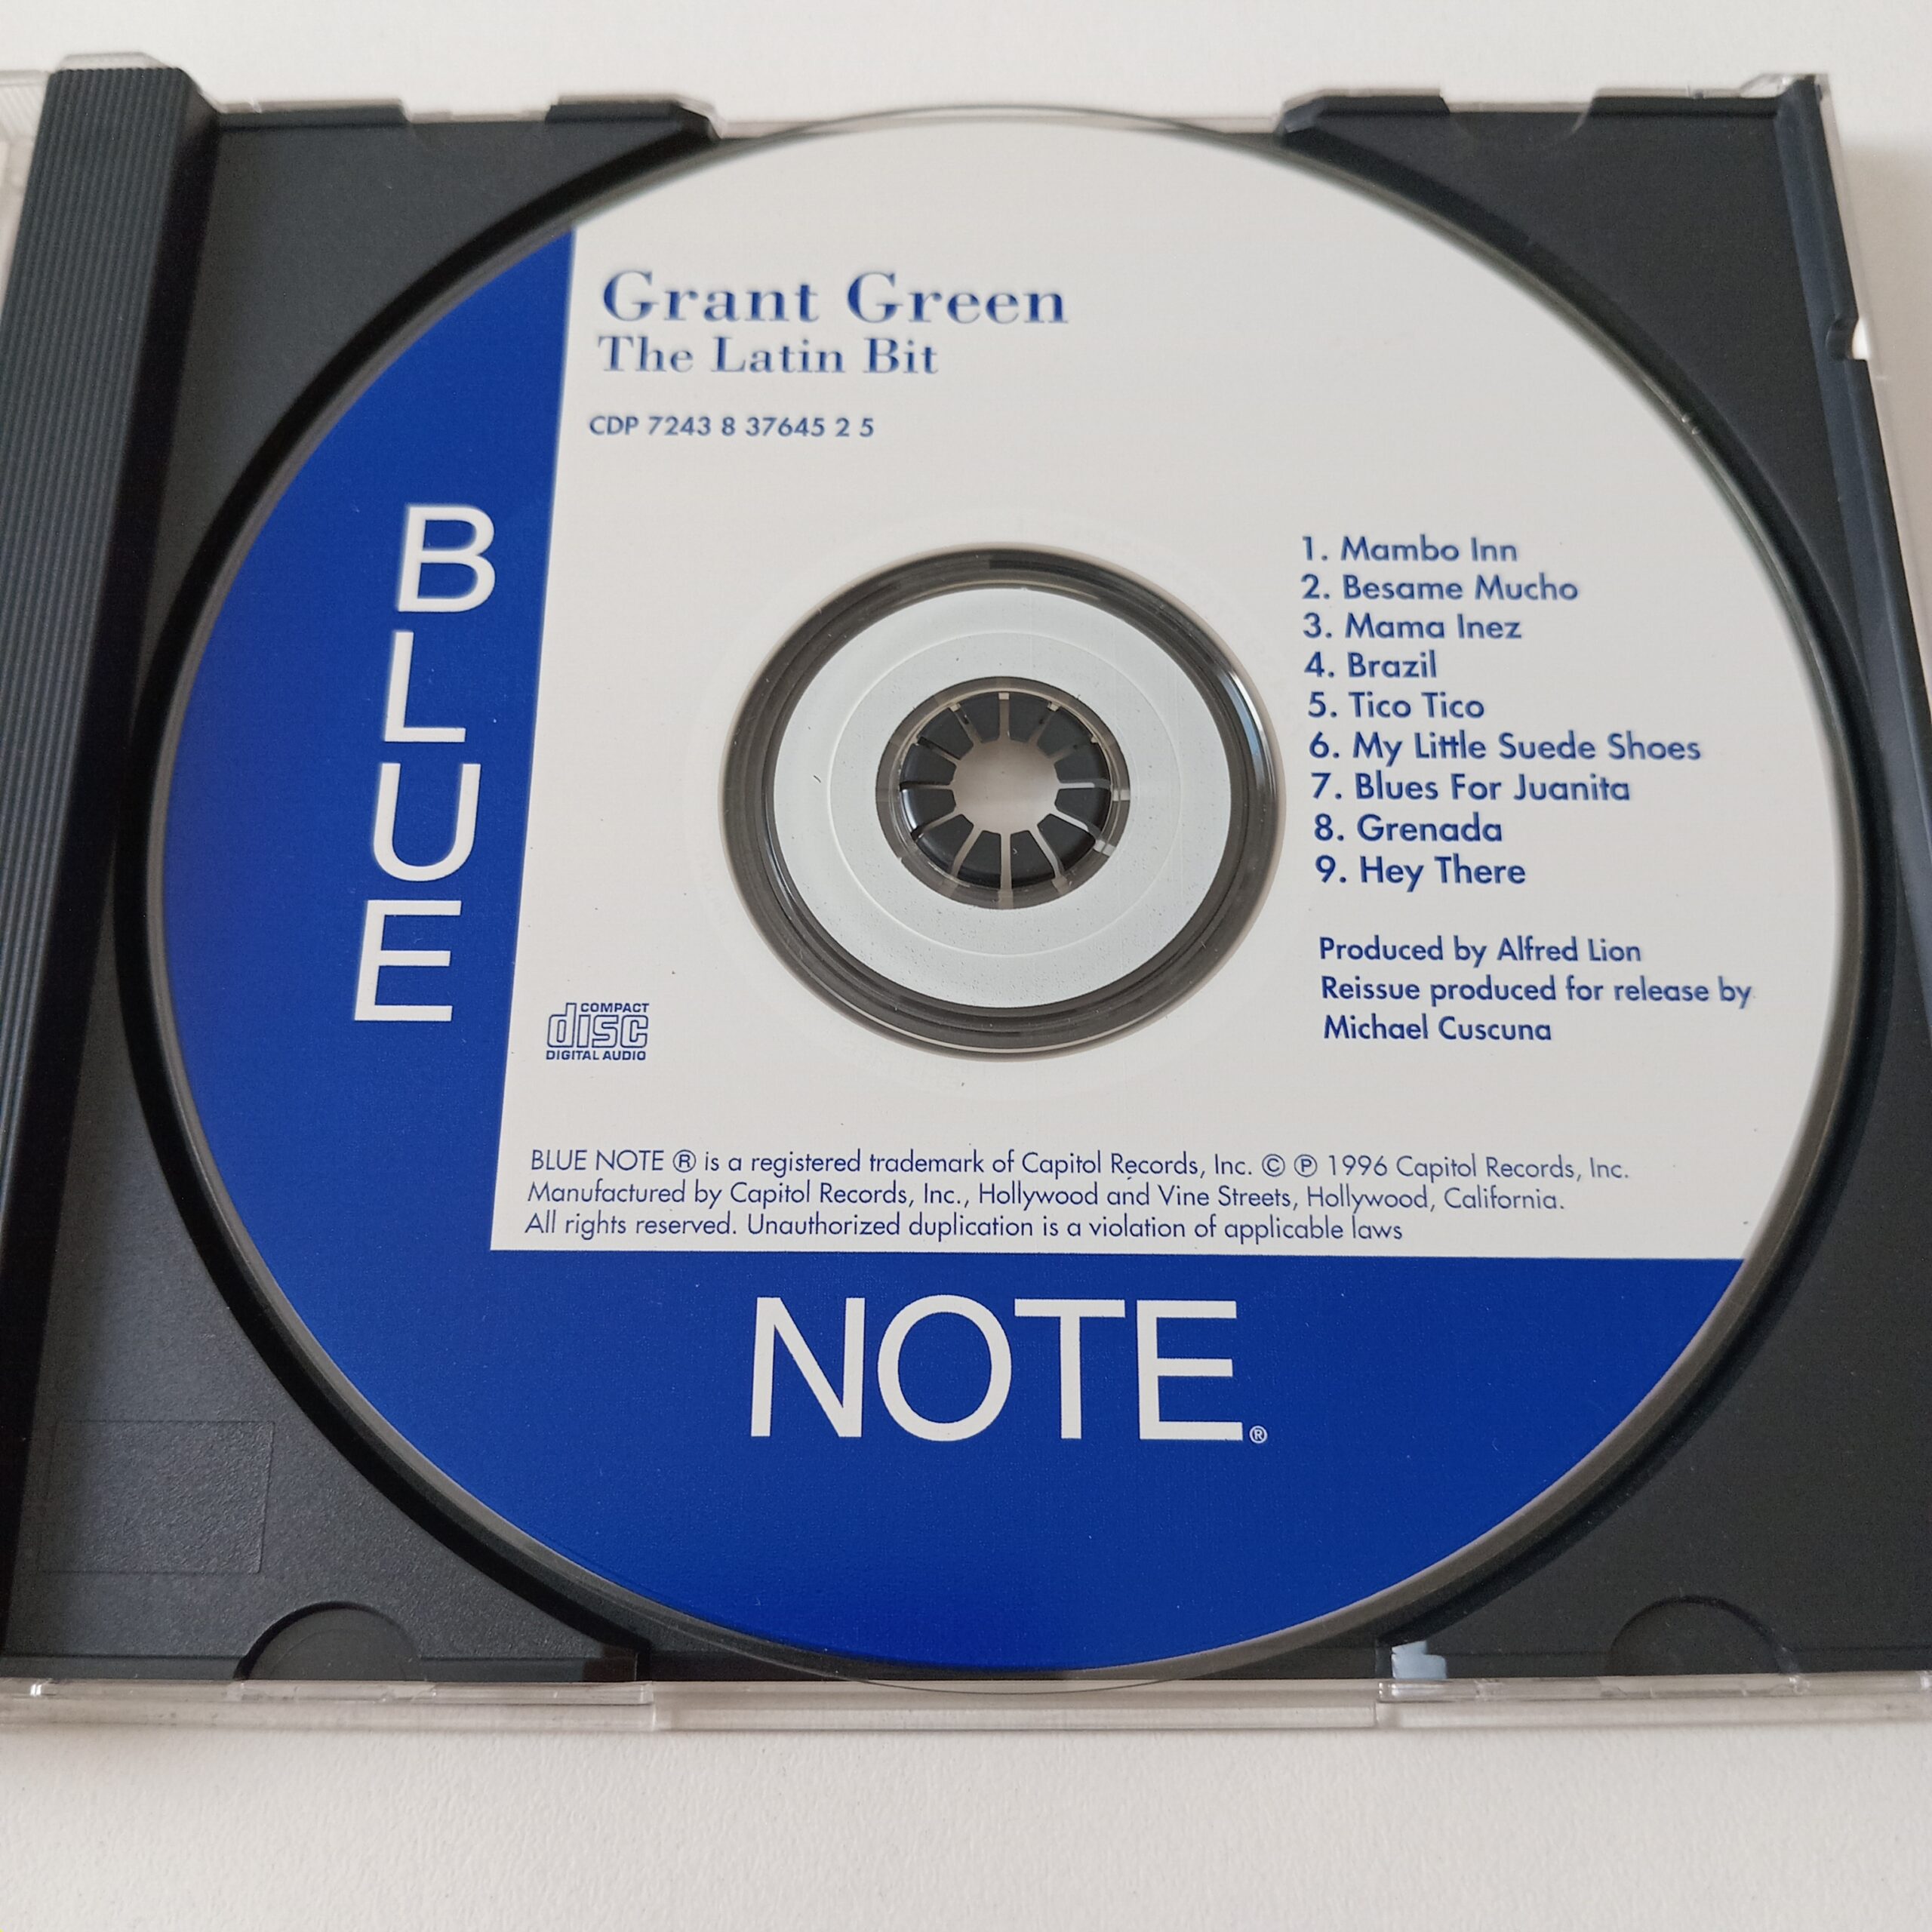 Grant Green
The Latin Bit
CDP 7243 8 37645 2 5
BLUE
1. Mambo Inn
2. Besame Mucho
3. Mama Inez
4. Brazil
5. Tico Tico
6. My Little Suede Shoes
7. Blues For Juanita
8. Grenada
9. Hey There
Produced by Alfred Lion
Reissue produced for release by
Michael Cuscuna
COMPACT
disc
DIGITAL AUDIO
BLUE NOTE ® is a registered trademark of Capitol Records, Inc. © ℗ 1996 Capitol Records, Inc.
Manufactured by Capitol Records, Inc., Hollywood and Vine Streets, Hollywood, California.
All rights reserved. Unauthorized duplication is a violation of applicable laws
NOTE®